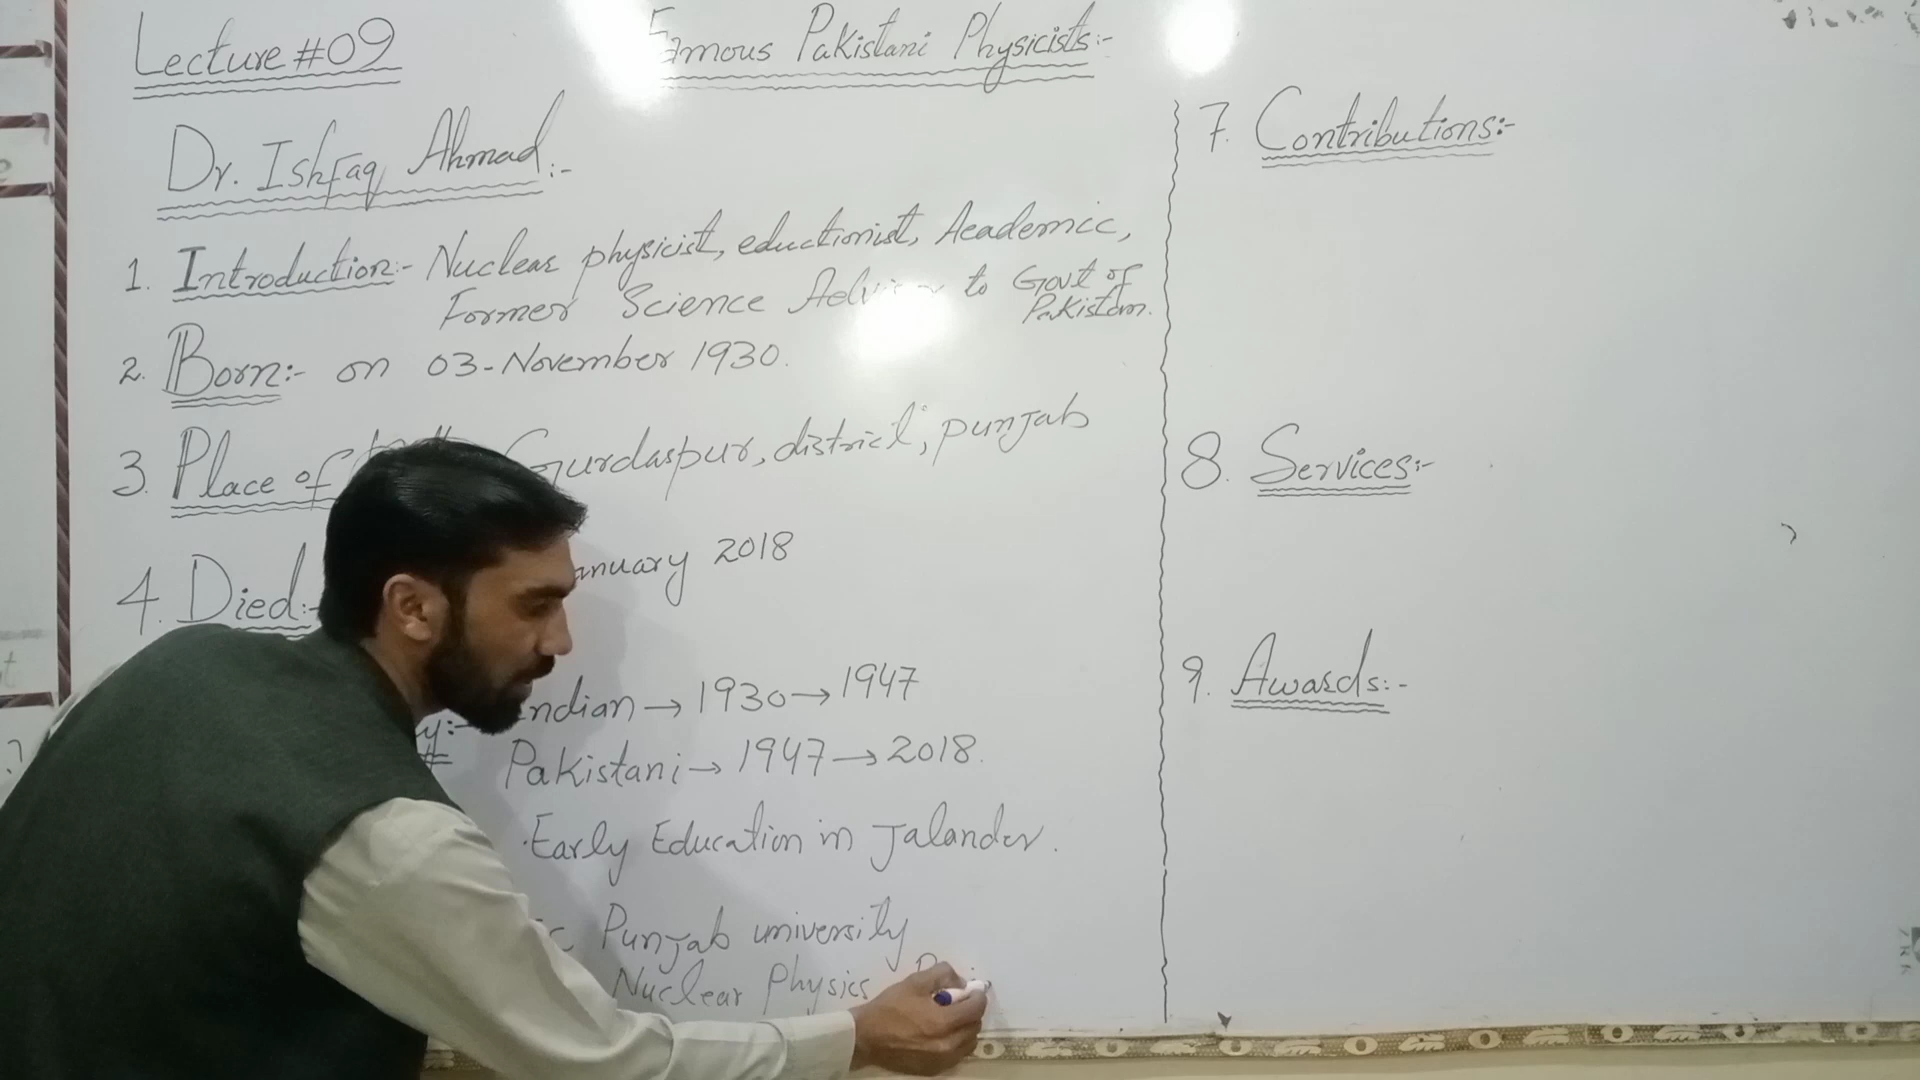 Lecture #09
Famous Pakistani Physicists:-
Dr. Ishfaq Ahmad:-
1. Introduction:- Nuclear physicist, eductionist, Academic,
Former Science to Govt of
Pakistan.
2. Born:- on 03-November 1930.
3. Place of Gurdaspur, district, punjab
4. Died:- anuary 2018
ndian → 1930 → 1947
y:- Pakistani → 1947 → 2018.
Early Education in Jalander.
c Punjab university
Nuclear Physics
7. Contributions:-
8. Services:-
9. Awards:-